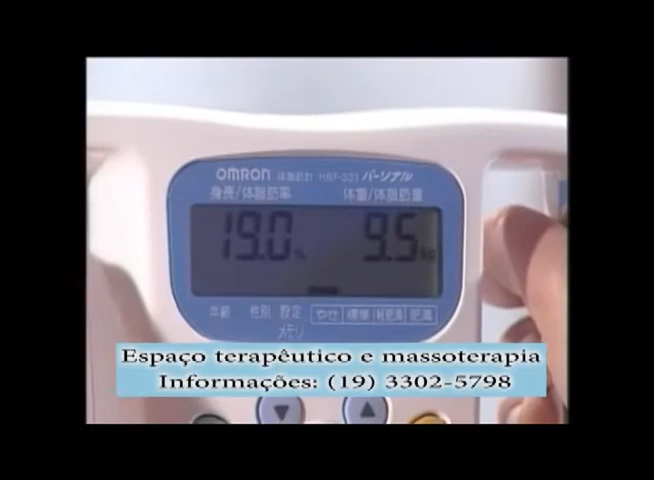 OMRON 体脂肪計 HBF-303 パーソナル
身長/体脂肪率 体重/体脂肪量
19.0 % 9.5 kg
年齢 性別 設定 やせ 標準 軽肥満 肥満
メモリ
Espaço terapêutico e massoterapia
Informações: (19) 3302-5798